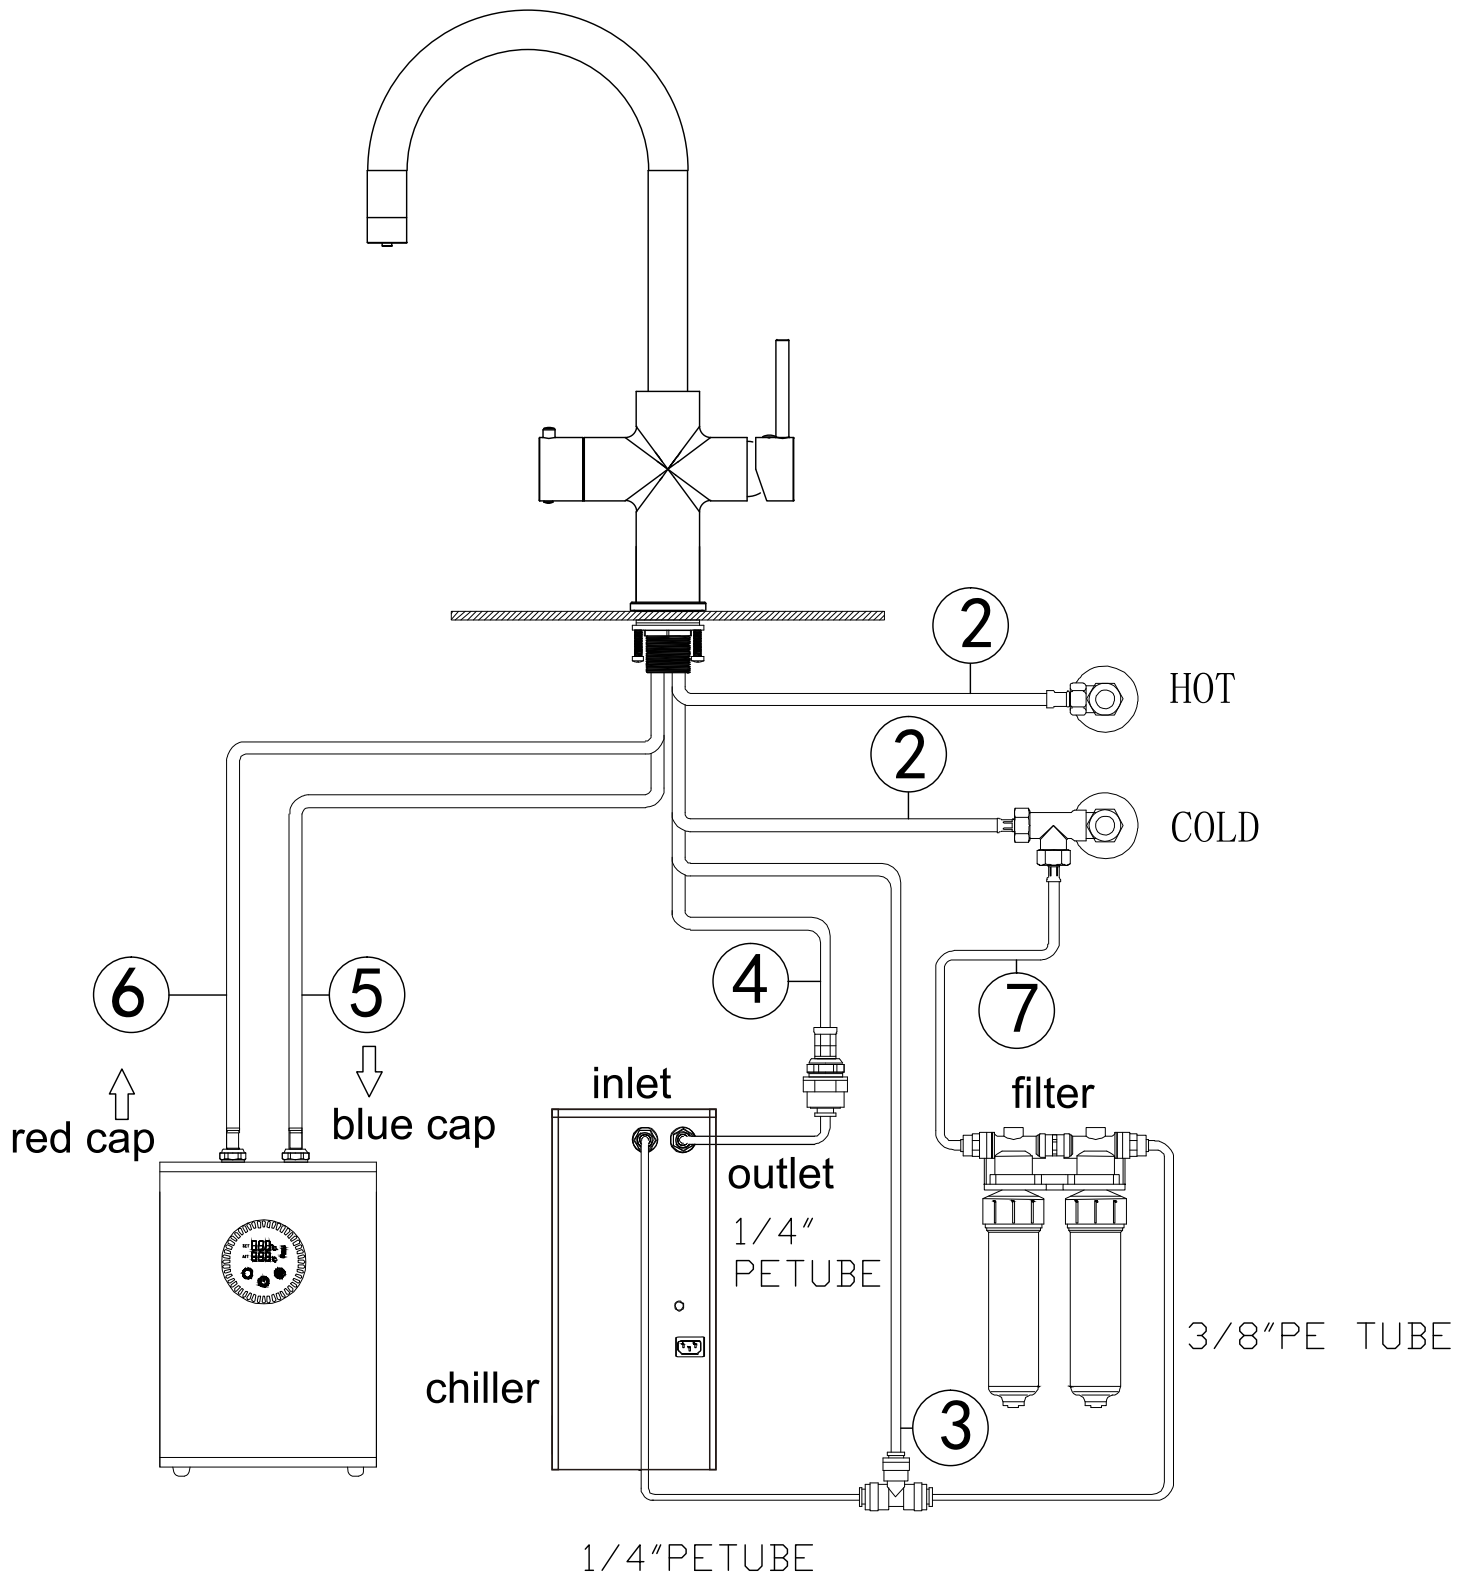 2
HOT
2
COLD
6
5
4
7
inlet
filter
red cap
blue cap
outlet
1/4"
PETUBE
3/8"PE TUBE
chiller
3
1/4"PETUBE